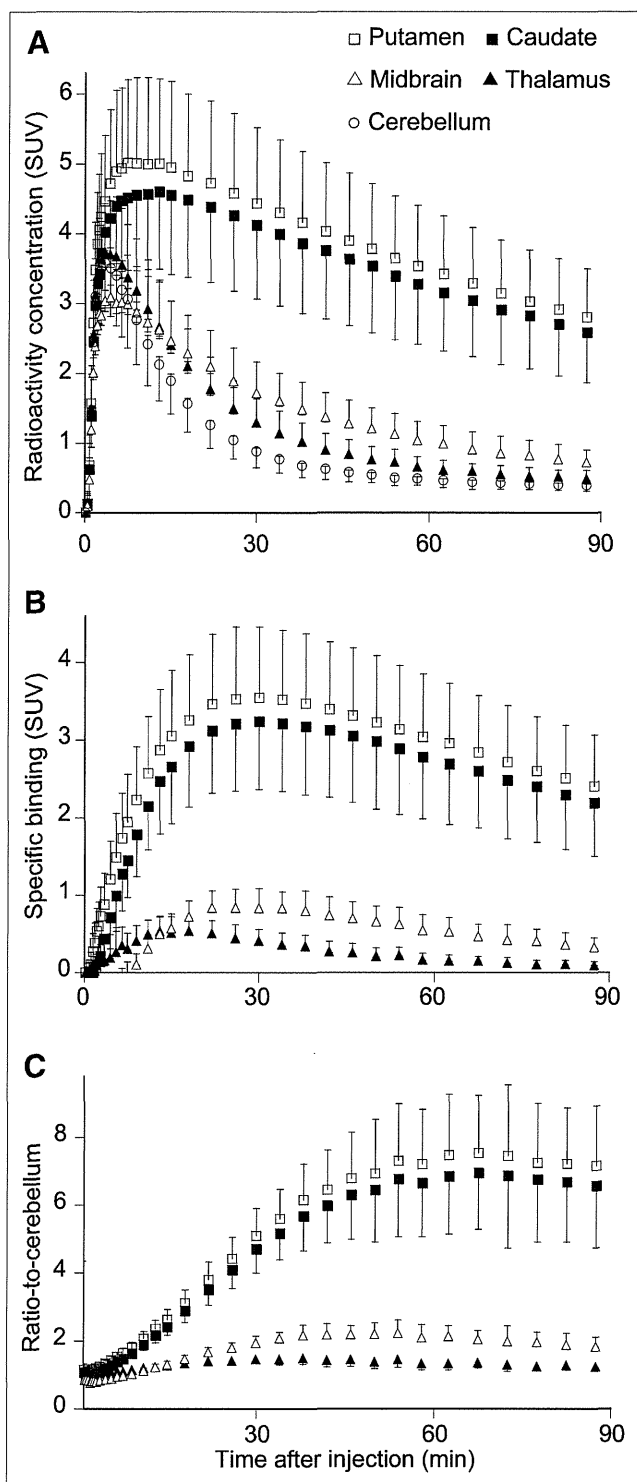 A
Putamen Caudate
Midbrain Thalamus
Cerebellum
Radioactivity concentration (SUV)
6
5
4
3
2
1
0
0 30 60 90
B
Specific binding (SUV)
4
3
2
1
0
0 30 60 90
C
Ratio-to-cerebellum
8
6
4
2
0
30 60 90
Time after injection (min)